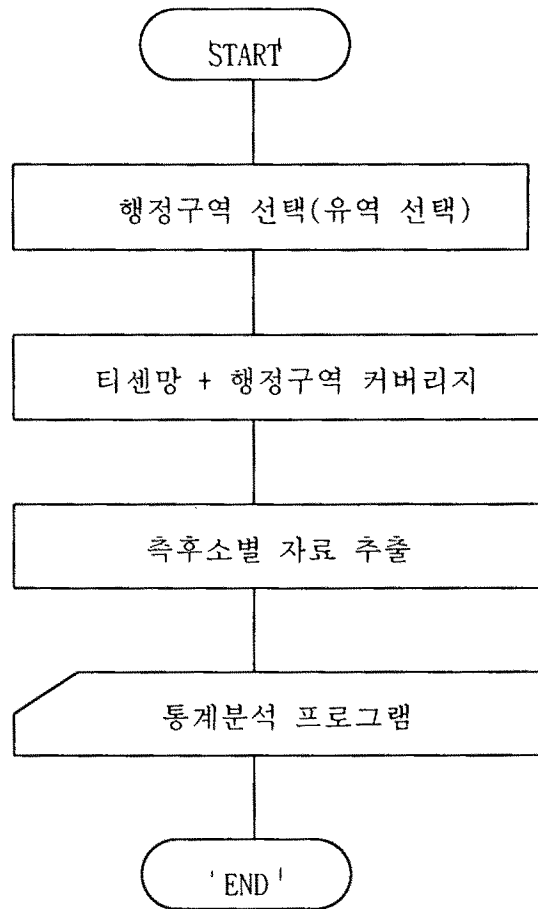 START
행정구역 선택(유역 선택)
티센망 + 행정구역 커버리지
측후소별 자료 추출
통계분석 프로그램
END